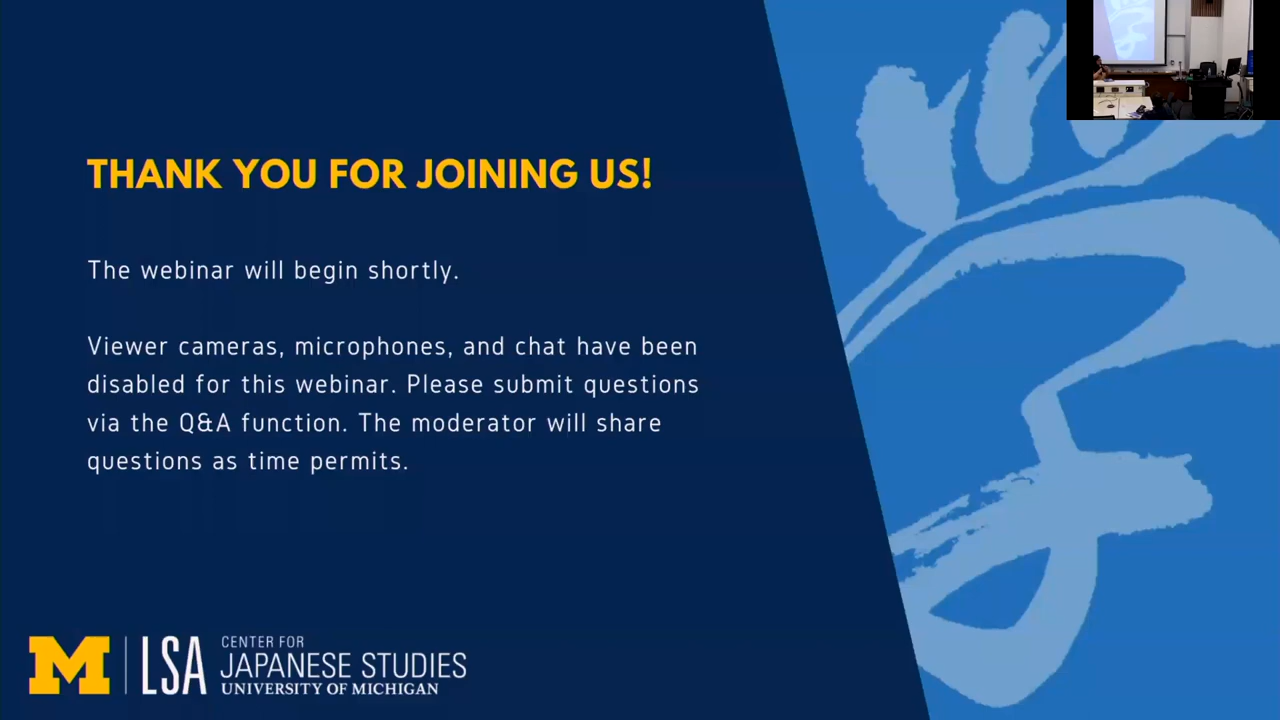 THANK YOU FOR JOINING US!
The webinar will begin shortly.
Viewer cameras, microphones, and chat have been
disabled for this webinar. Please submit questions
via the Q&A function. The moderator will share
questions as time permits.
M | LSA
CENTER FOR
JAPANESE STUDIES
UNIVERSITY OF MICHIGAN
学